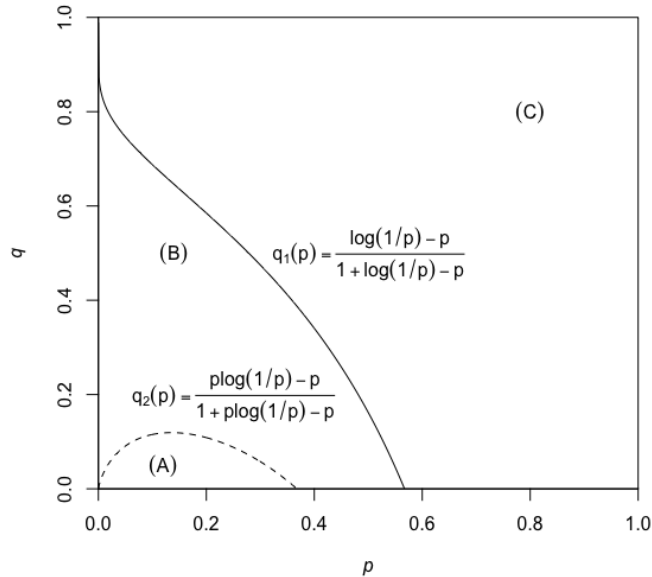 1.0
0.8
0.6
0.4
0.2
0.0
q
(C)
(B)
q₁(p) = (log(1/p) − p) / (1 + log(1/p) − p)
q₂(p) = (plog(1/p) − p) / (1 + plog(1/p) − p)
(A)
0.0 0.2 0.4 0.6 0.8 1.0
p